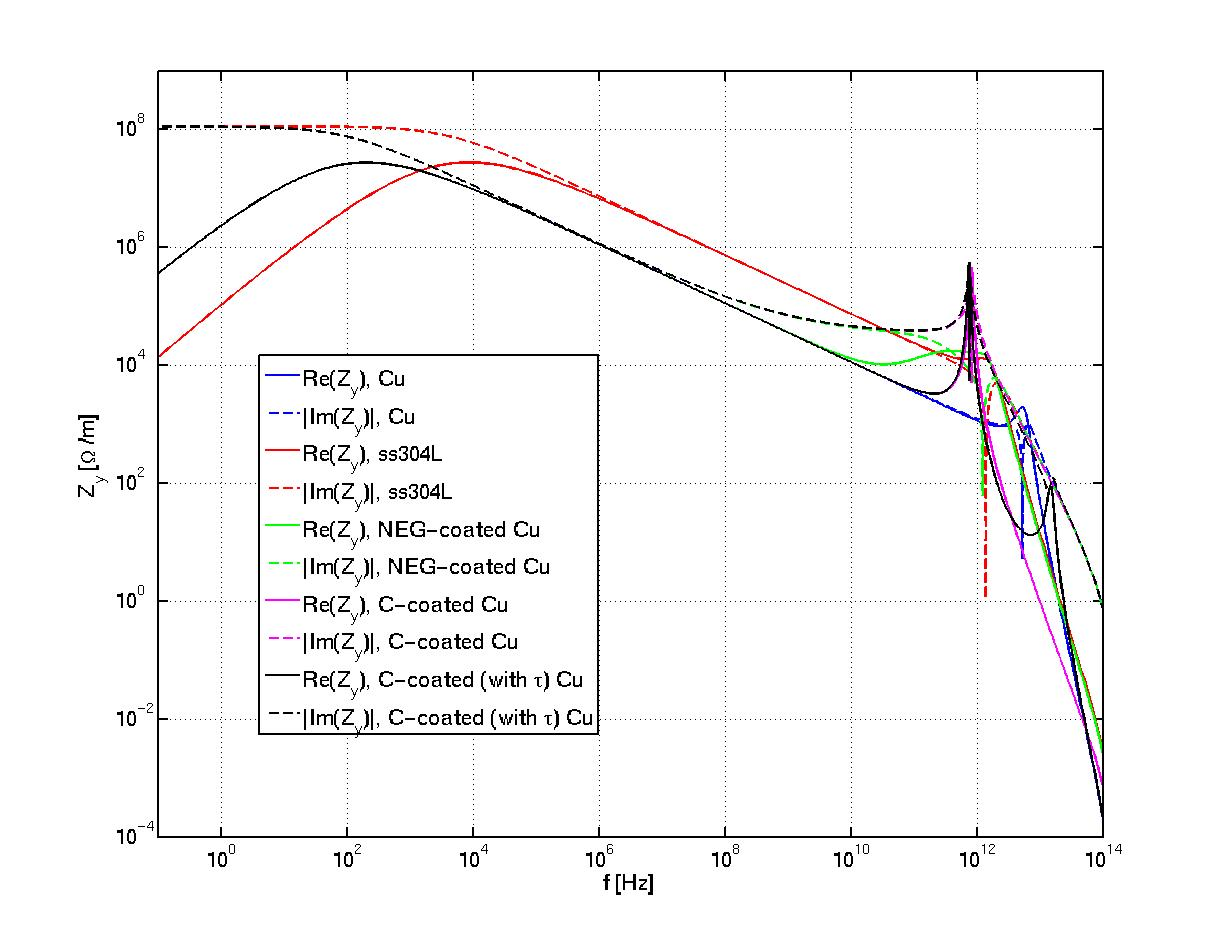 10^8
10^6
10^4
10^2
10^0
10^−2
10^−4
Z_y [Ω /m]
Re(Z_y), Cu
|Im(Z_y)|, Cu
Re(Z_y), ss304L
|Im(Z_y)|, ss304L
Re(Z_y), NEG−coated Cu
|Im(Z_y)|, NEG−coated Cu
Re(Z_y), C−coated Cu
|Im(Z_y)|, C−coated Cu
Re(Z_y), C−coated (with τ) Cu
|Im(Z_y)|, C−coated (with τ) Cu
10^0 10^2 10^4 10^6 10^8 10^10 10^12 10^14
f [Hz]